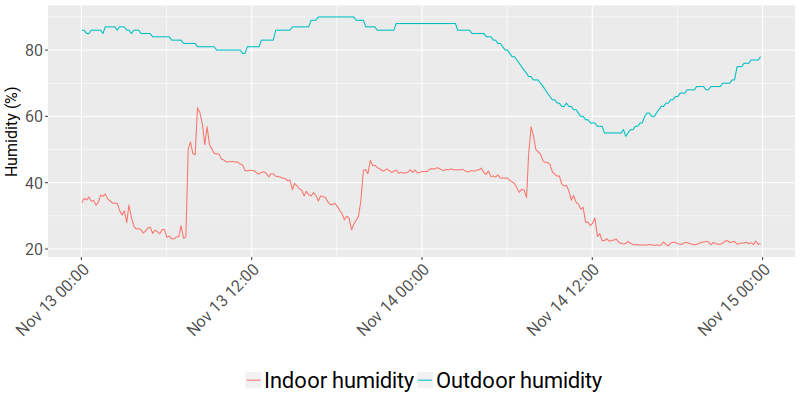 Humidity (%)
80
60
40
20
Nov 13 00:00
Nov 13 12:00
Nov 14 00:00
Nov 14 12:00
Nov 15 00:00
Indoor humidity
Outdoor humidity